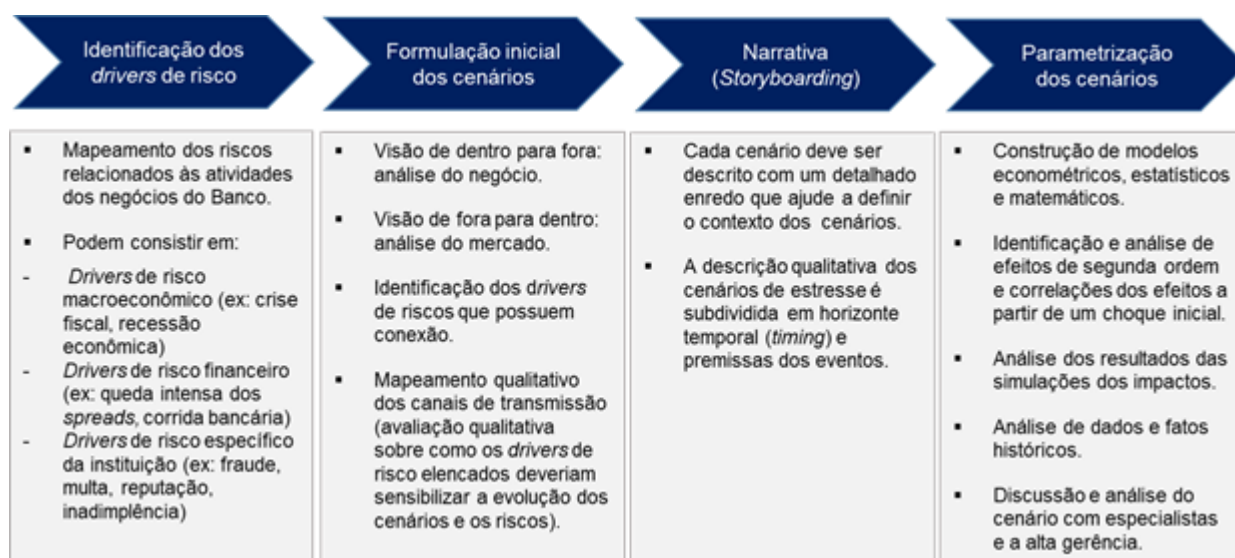 Identificação dos
drivers de risco
Formulação inicial
dos cenários
Narrativa
(Storyboarding)
Parametrização
dos cenários
▪ Mapeamento dos riscos
relacionados às atividades
dos negócios do Banco.
▪ Podem consistir em:
- Drivers de risco
macroeconômico (ex: crise
fiscal, recessão
econômica)
- Drivers de risco financeiro
(ex: queda intensa dos
spreads, corrida bancária)
- Drivers de risco específico
da instituição (ex: fraude,
multa, reputação,
inadimplência)
▪ Visão de dentro para fora:
análise do negócio.
▪ Visão de fora para dentro:
análise do mercado.
▪ Identificação dos drivers
de riscos que possuem
conexão.
▪ Mapeamento qualitativo
dos canais de transmissão
(avaliação qualitativa
sobre como os drivers de
risco elencados deveriam
sensibilizar a evolução dos
cenários e os riscos).
▪ Cada cenário deve ser
descrito com um detalhado
enredo que ajude a definir
o contexto dos cenários.
▪ A descrição qualitativa dos
cenários de estresse é
subdividida em horizonte
temporal (timing) e
premissas dos eventos.
▪ Construção de modelos
econométricos, estatísticos
e matemáticos.
▪ Identificação e análise de
efeitos de segunda ordem
e correlações dos efeitos a
partir de um choque inicial.
▪ Análise dos resultados das
simulações dos impactos.
▪ Análise de dados e fatos
históricos.
▪ Discussão e análise do
cenário com especialistas
e a alta gerência.